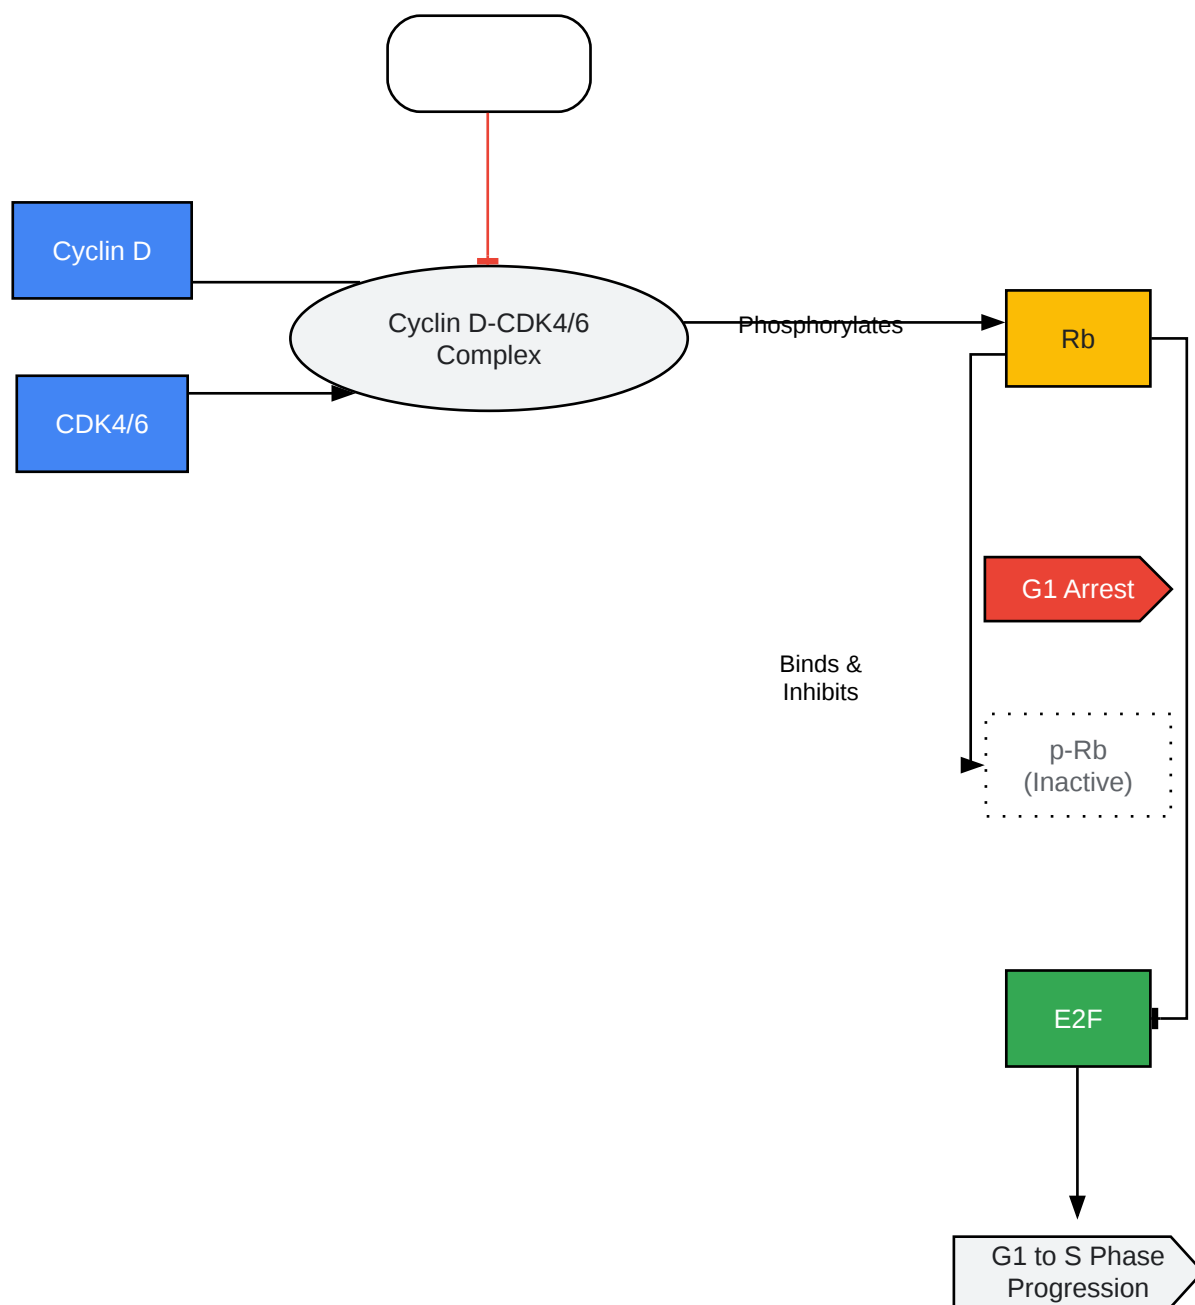 Cyclin D
Cyclin D-CDK4/6
Complex
Phosphorylates
Rb
CDK4/6
G1 Arrest
Binds &
Inhibits
p-Rb
(Inactive)
E2F
G1 to S Phase
Progression